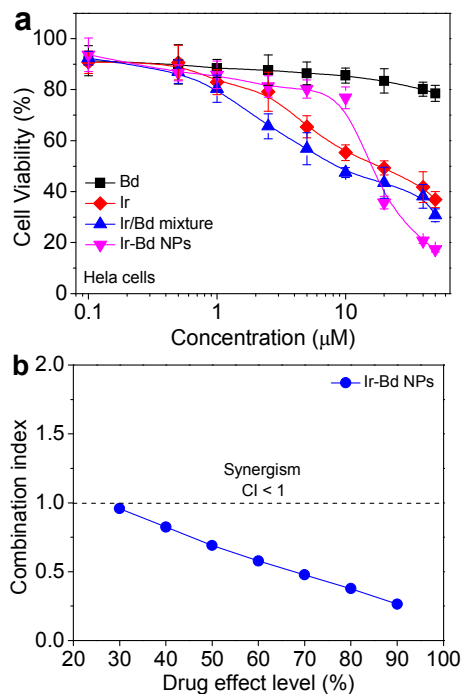 a
100
80
60
40
20
0
Cell Viability (%)
Bd
Ir
Ir/Bd mixture
Ir-Bd NPs
Hela cells
0.1
1
10
Concentration (μM)
b
2.0
1.5
1.0
0.5
0.0
Combination index
Ir-Bd NPs
Synergism
CI < 1
20 30 40 50 60 70 80 90 100
Drug effect level (%)